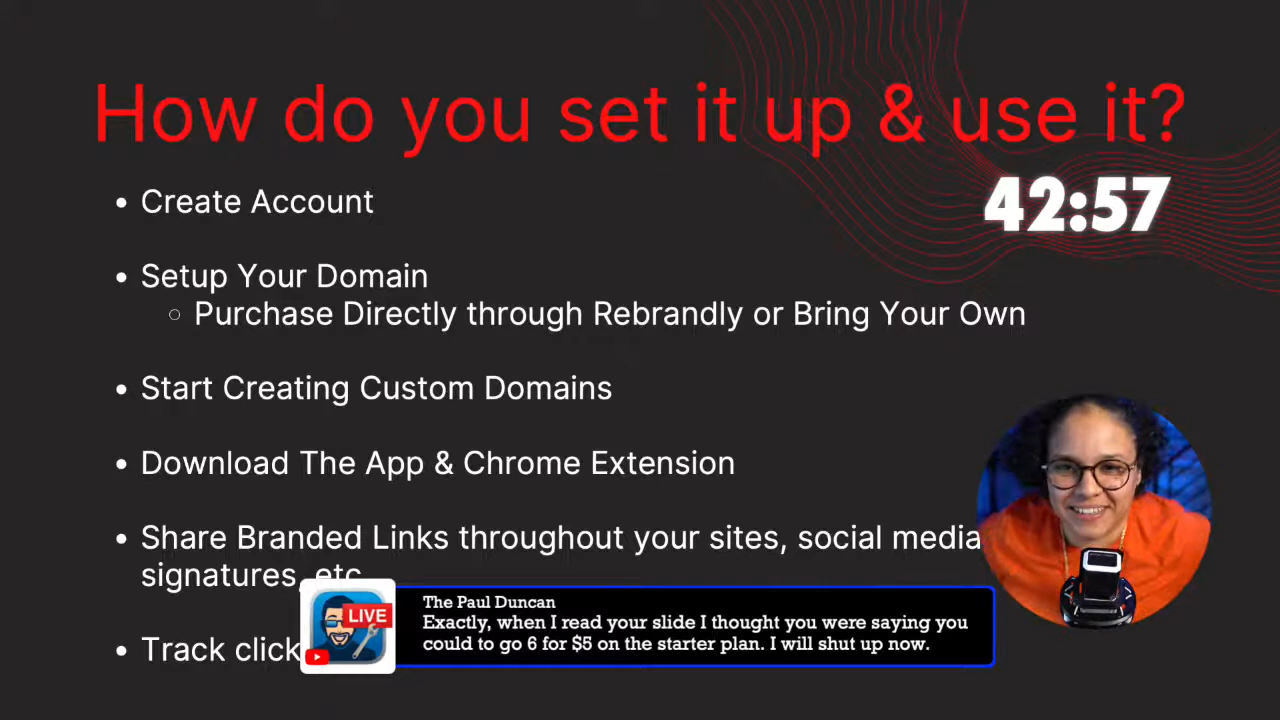 How do you set it up & use it?
42:57
• Create Account
• Setup Your Domain
◦ Purchase Directly through Rebrandly or Bring Your Own
• Start Creating Custom Domains
• Download The App & Chrome Extension
• Share Branded Links throughout your sites, social media
signatures, etc
• Track click
LIVE
The Paul Duncan
Exactly, when I read your slide I thought you were saying you
could to go 6 for $5 on the starter plan. I will shut up now.